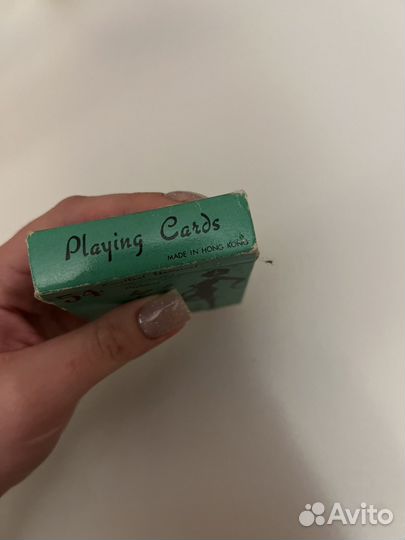 Playing Cards
MADE IN HONG KONG
Avito